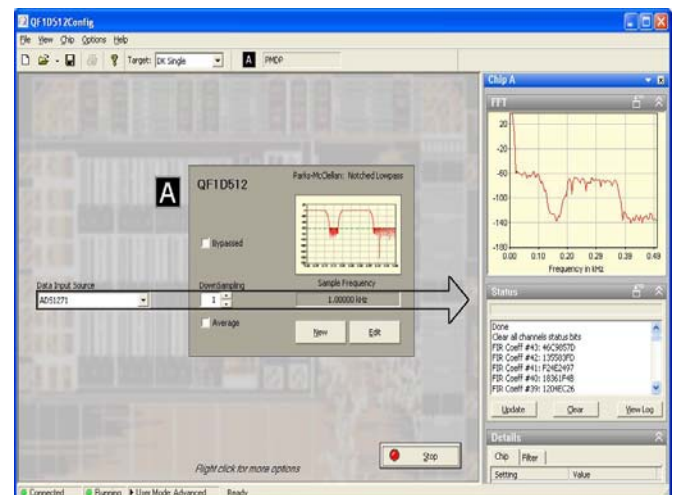 QF1D512Config
File View Chip Options Help
Target: DK Single A PMDP
Chip A
FFT
20
-20
-60
-100
-140
-180
0.00 0.10 0.20 0.29 0.39 0.49
Frequency in kHz
A
QF1D512
Parks-McClellan: Notched Lowpass
Bypassed
Data Input Source
ADS1271
DownSampling
1
Sample Frequency
1.00000 kHz
Average
New Edit
Status
Done
Clear all channels status bits
FIR Coeff #43: 46C9857D
FIR Coeff #42: 135583FD
FIR Coeff #41: F24E2497
FIR Coeff #40: 18361F4B
FIR Coeff #39: 1204EC26
Update Clear View Log
Details
Chip Filter
Setting Value
Stop
Right click for more options
Connected Running User Mode: Advanced Ready